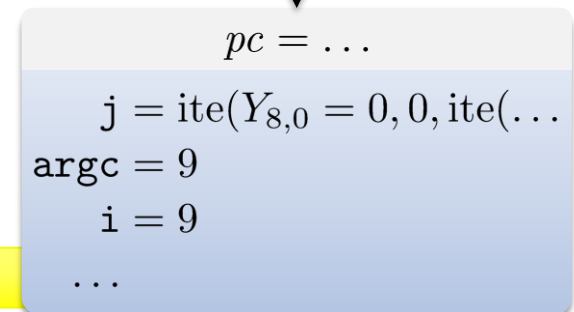 pc = ...
j = ite(Y₈,₀ = 0, 0, ite(...
argc = 9
i = 9
...